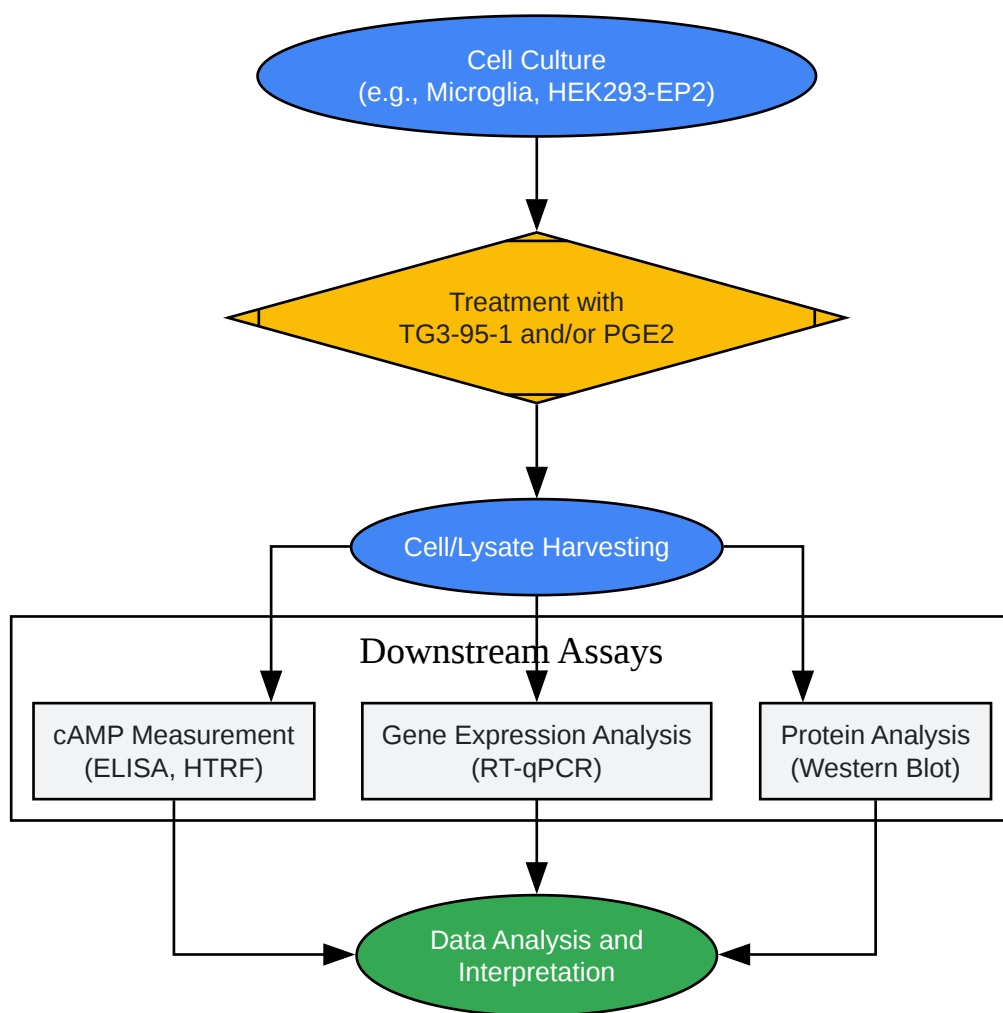 Cell Culture
(e.g., Microglia, HEK293-EP2)
Treatment with
TG3-95-1 and/or PGE2
Cell/Lysate Harvesting
Downstream Assays
cAMP Measurement
(ELISA, HTRF)
Gene Expression Analysis
(RT-qPCR)
Protein Analysis
(Western Blot)
Data Analysis and
Interpretation